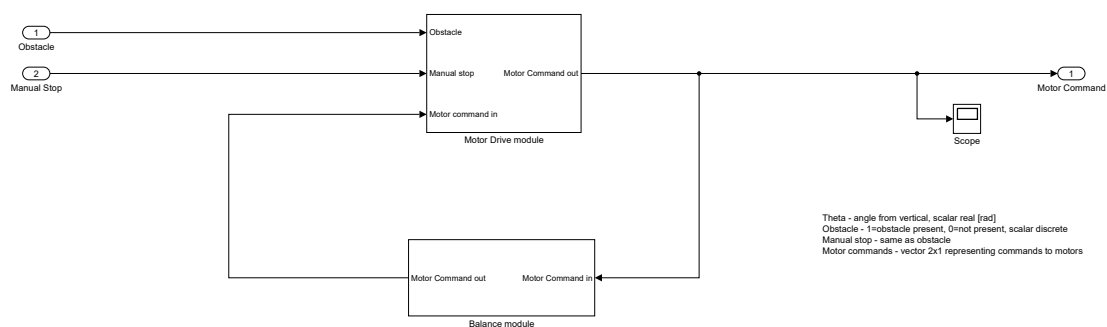 1
Obstacle
2
Manual Stop
Obstacle
Manual stop
Motor Command out
Motor command in
Motor Drive module
1
Motor Command
Scope
Theta - angle from vertical, scalar real [rad]
Obstacle - 1=obstacle present, 0=not present, scalar discrete
Manual stop - same as obstacle
Motor commands - vector 2x1 representing commands to motors
Motor Command out
Motor Command in
Balance module